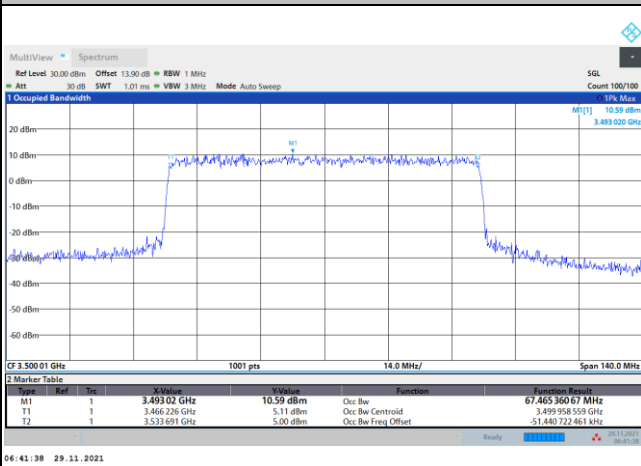 MultiView Spectrum
Ref Level 30.00 dBm Offset 13.90 dB RBW 1 MHz SGL
Att 30 dB SWT 1.01 ms VBW 3 MHz Mode Auto Sweep Count 100/100
1 Occupied Bandwidth 1Pk Max
M1[1] 10.59 dBm
3.493 020 GHz
20 dBm
M1
10 dBm
0 dBm
-10 dBm
-20 dBm
-30 dBm
-40 dBm
-50 dBm
-60 dBm
CF 3.500 01 GHz 1001 pts 14.0 MHz/ Span 140.0 MHz
2 Marker Table
Type Ref Trc X-Value Y-Value Function Function Result
M1 1 3.493 02 GHz 10.59 dBm Occ Bw 67.465 360 67 MHz
T1 1 3.466 226 GHz 5.11 dBm Occ Bw Centroid 3.499 958 559 GHz
T2 1 3.533 691 GHz 5.00 dBm Occ Bw Freq Offset -51.440 722 461 kHz
Ready 29.11.2021
06:41:38
06:41:38 29.11.2021